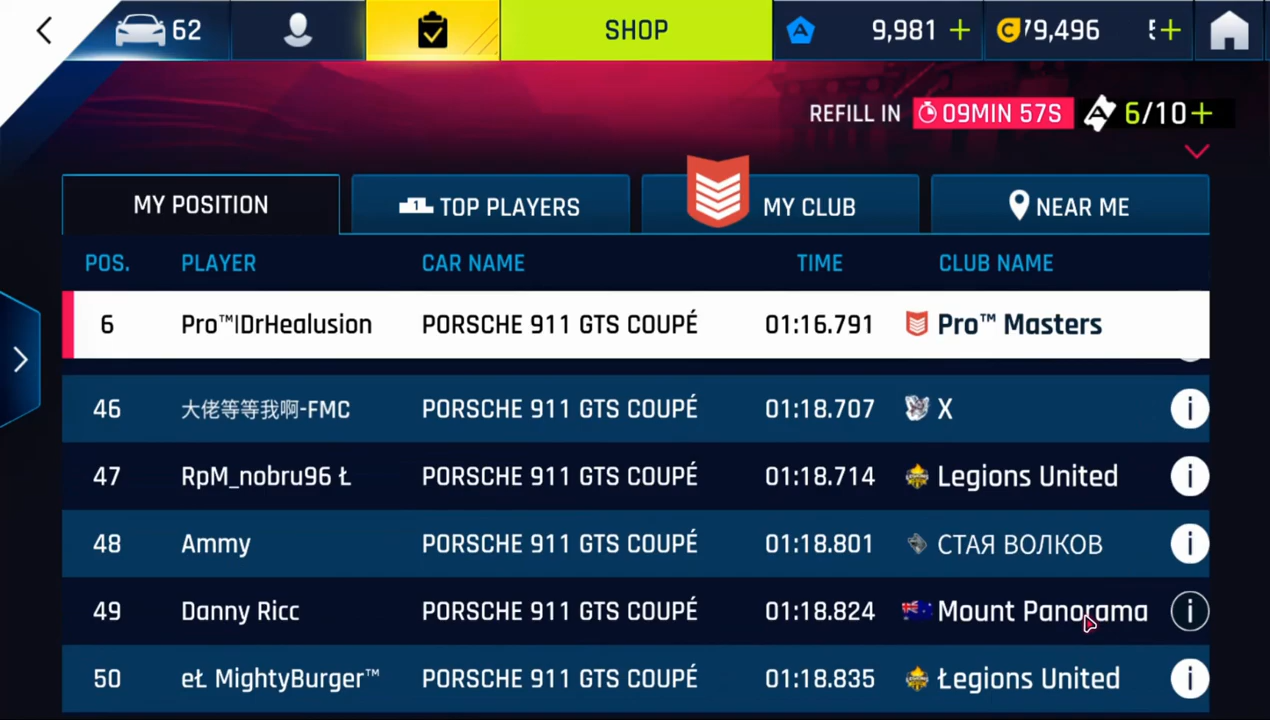 62 SHOP 9,981 + 79,496 +
REFILL IN 09MIN 57S 6/10+
MY POSITION 1 TOP PLAYERS MY CLUB NEAR ME
POS. PLAYER CAR NAME TIME CLUB NAME
6 Pro™|DrHealusion PORSCHE 911 GTS COUPÉ 01:16.791 Pro™ Masters
46 大佬等等我啊-FMC PORSCHE 911 GTS COUPÉ 01:18.707 X i
47 RpM_nobru96 Ł PORSCHE 911 GTS COUPÉ 01:18.714 Legions United i
48 Ammy PORSCHE 911 GTS COUPÉ 01:18.801 СТАЯ ВОЛКОВ i
49 Danny Ricc PORSCHE 911 GTS COUPÉ 01:18.824 Mount Panorama i
50 eŁ MightyBurger™ PORSCHE 911 GTS COUPÉ 01:18.835 Łegions United i